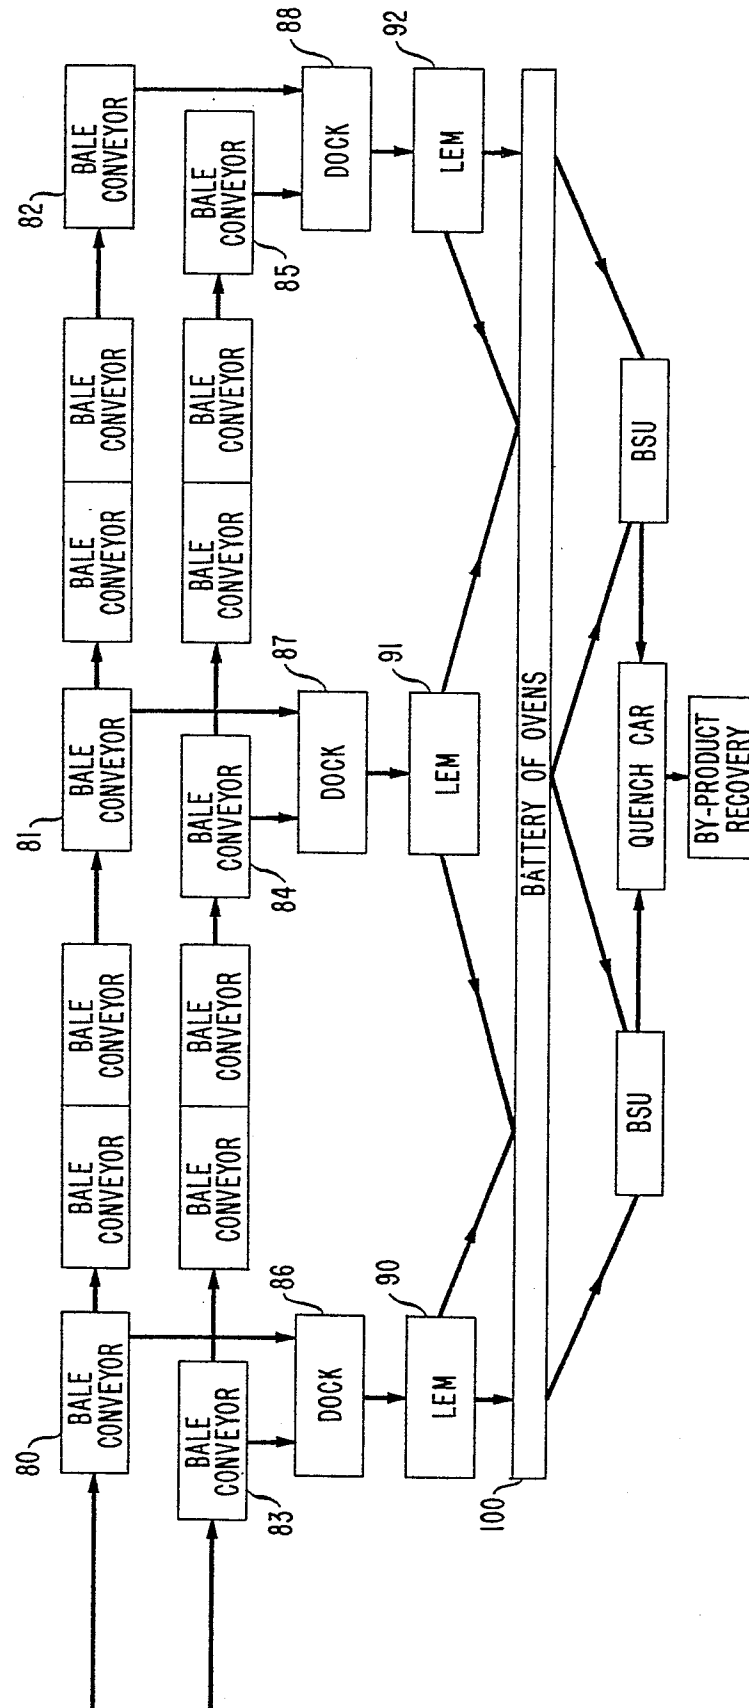 80
BALE
CONVEYOR
BALE
CONVEYOR
BALE
CONVEYOR
81
BALE
CONVEYOR
BALE
CONVEYOR
BALE
CONVEYOR
82
BALE
CONVEYOR
BALE
CONVEYOR
83
BALE
CONVEYOR
BALE
CONVEYOR
BALE
CONVEYOR
84
BALE
CONVEYOR
BALE
CONVEYOR
BALE
CONVEYOR
85
86
DOCK
87
DOCK
88
DOCK
90
LEM
91
LEM
92
LEM
100
BATTERY OF OVENS
BSU
QUENCH CAR
BSU
BY-PRODUCT
RECOVERY